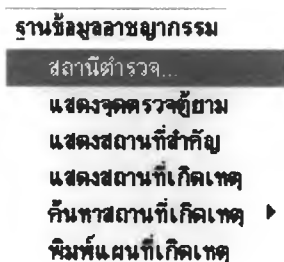 ฐานข้อมูลอาชญากรรม
สถานีตำรวจ...
แสดงจุดตรวจตู้ยาม
แสดงสถานที่สำคัญ
แสดงสถานที่เกิดเหตุ
ค้นหาสถานที่เกิดเหตุ
พิมพ์แผนที่เกิดเหตุ